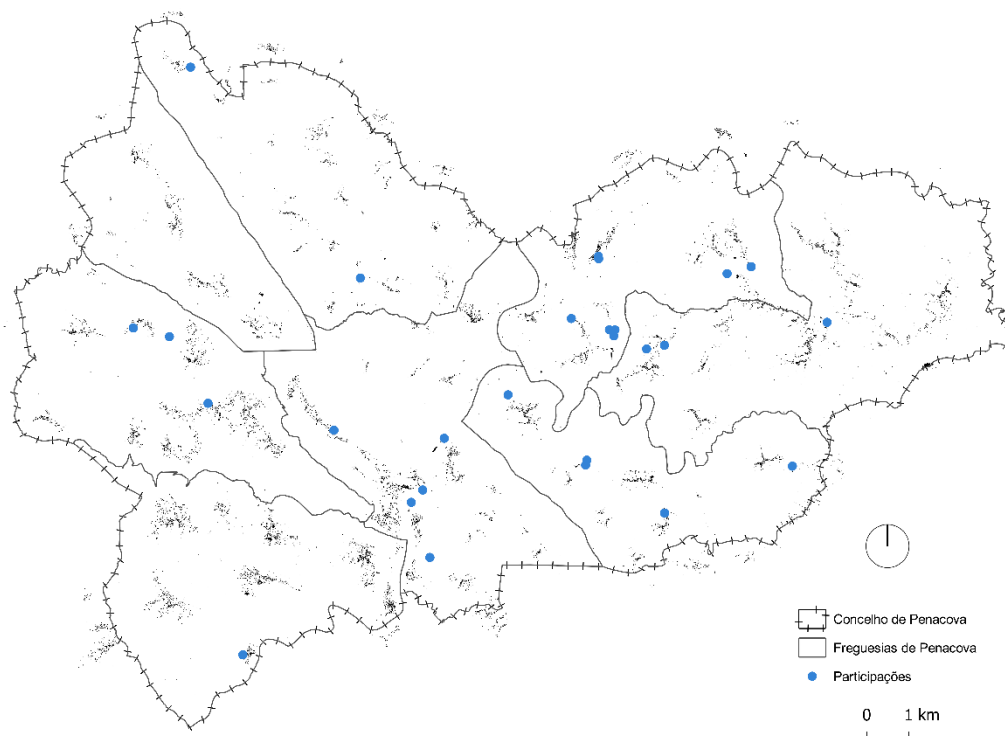 Concelho de Penacova
Freguesias de Penacova
Participações
0 1 km